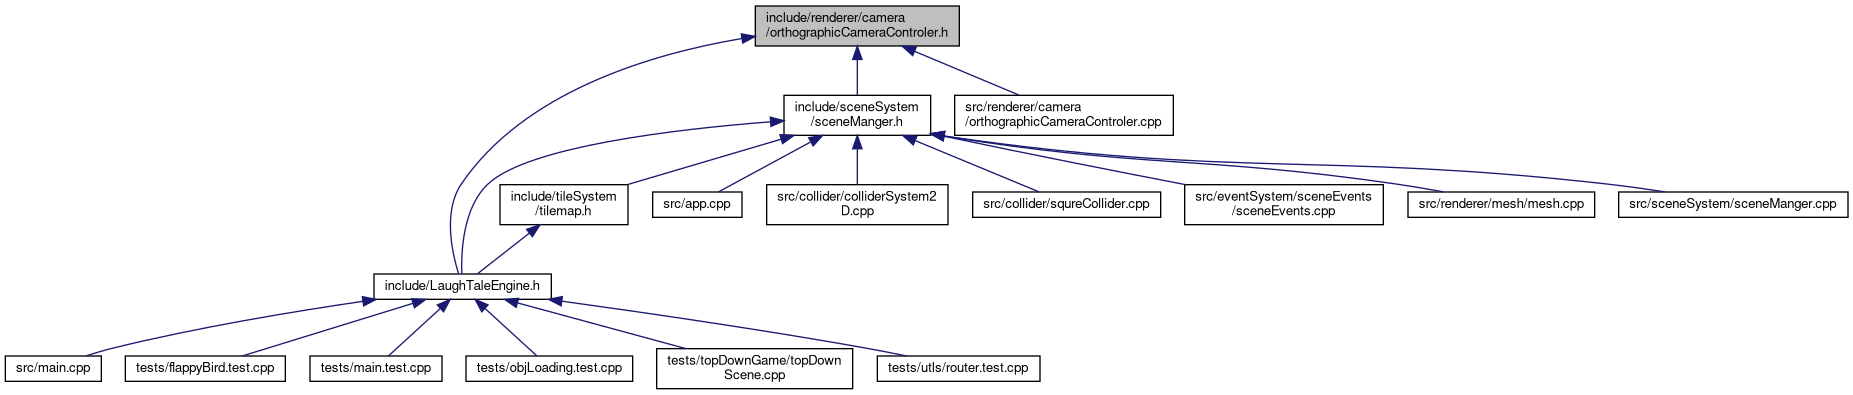 include/renderer/camera
/orthographicCameraControler.h
include/sceneSystem
/sceneManger.h
src/renderer/camera
/orthographicCameraControler.cpp
include/tileSystem
/tilemap.h
src/app.cpp
src/collider/colliderSystem2
D.cpp
src/collider/squreCollider.cpp
src/eventSystem/sceneEvents
/sceneEvents.cpp
src/renderer/mesh/mesh.cpp
src/sceneSystem/sceneManger.cpp
include/LaughTaleEngine.h
src/main.cpp
tests/flappyBird.test.cpp
tests/main.test.cpp
tests/objLoading.test.cpp
tests/topDownGame/topDown
Scene.cpp
tests/utls/router.test.cpp